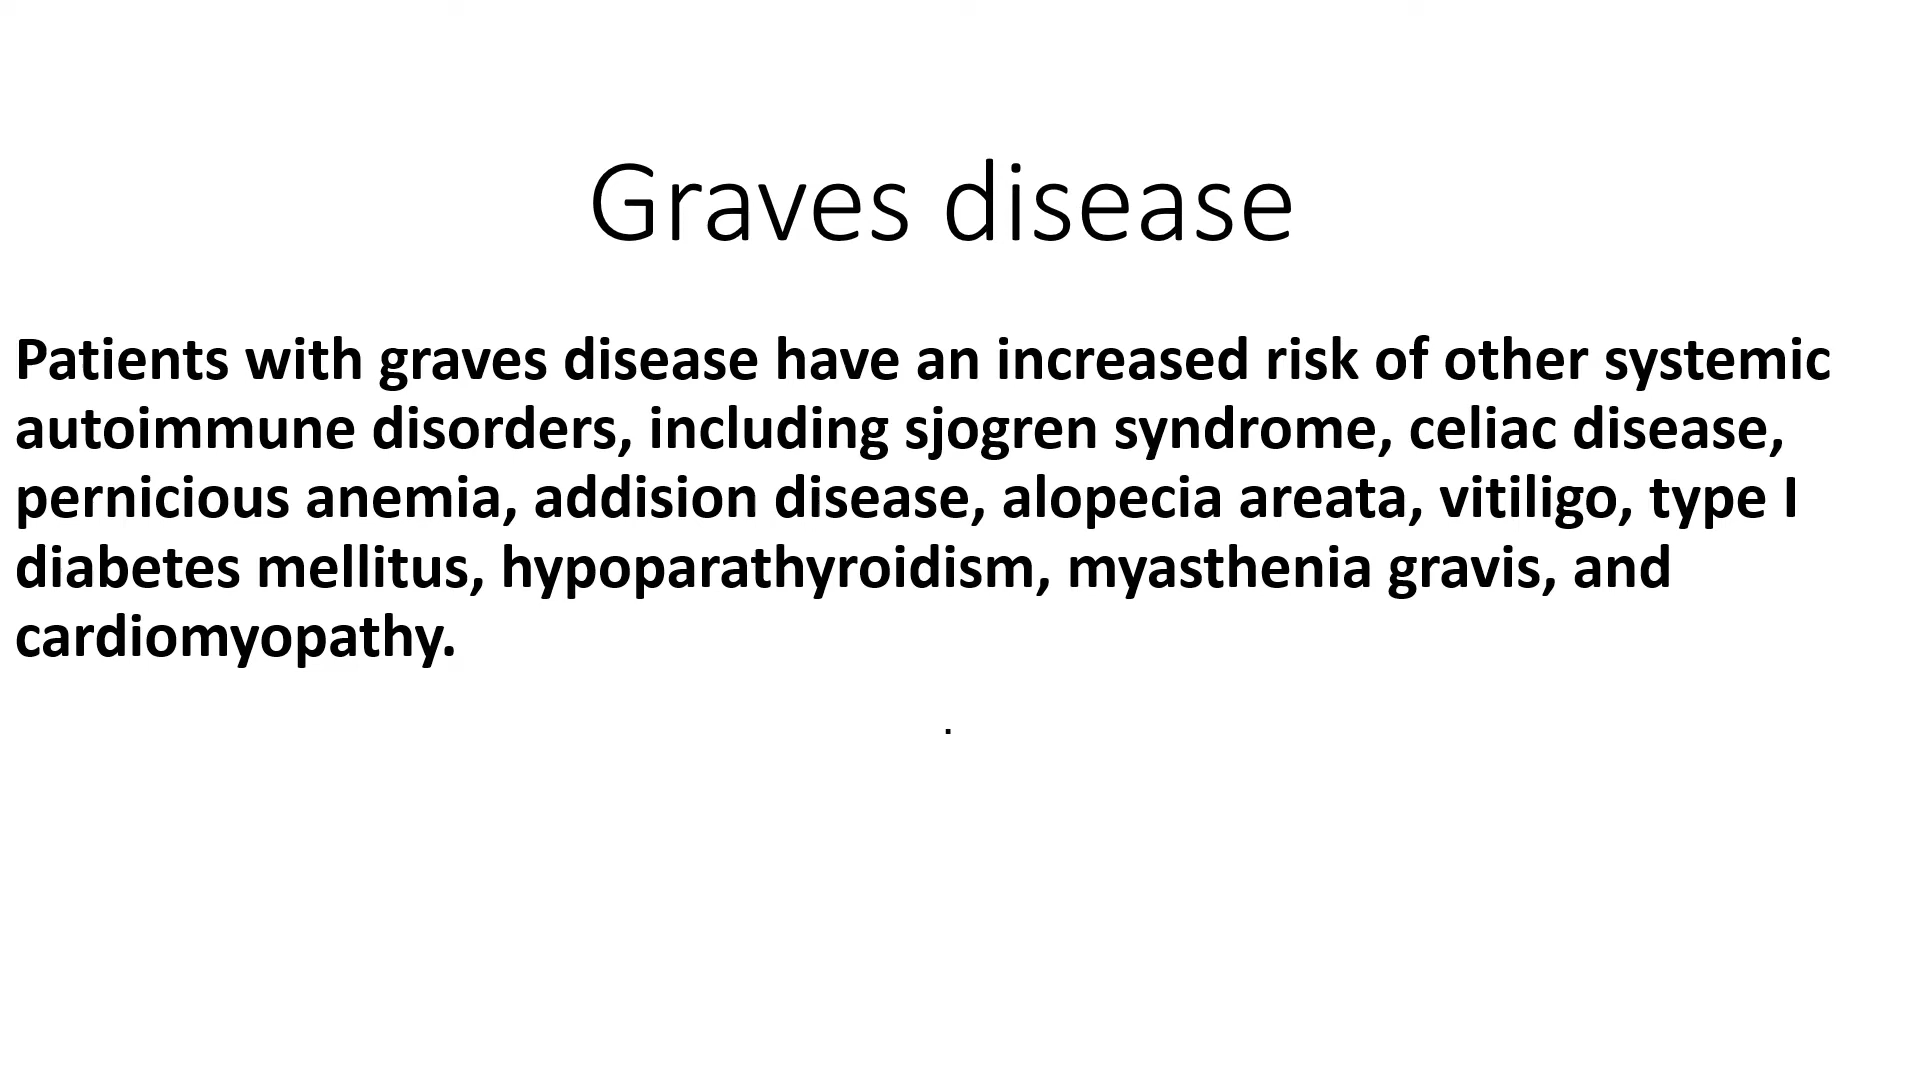 Graves disease
Patients with graves disease have an increased risk of other systemic
autoimmune disorders, including sjogren syndrome, celiac disease,
pernicious anemia, addision disease, alopecia areata, vitiligo, type I
diabetes mellitus, hypoparathyroidism, myasthenia gravis, and
cardiomyopathy.
.